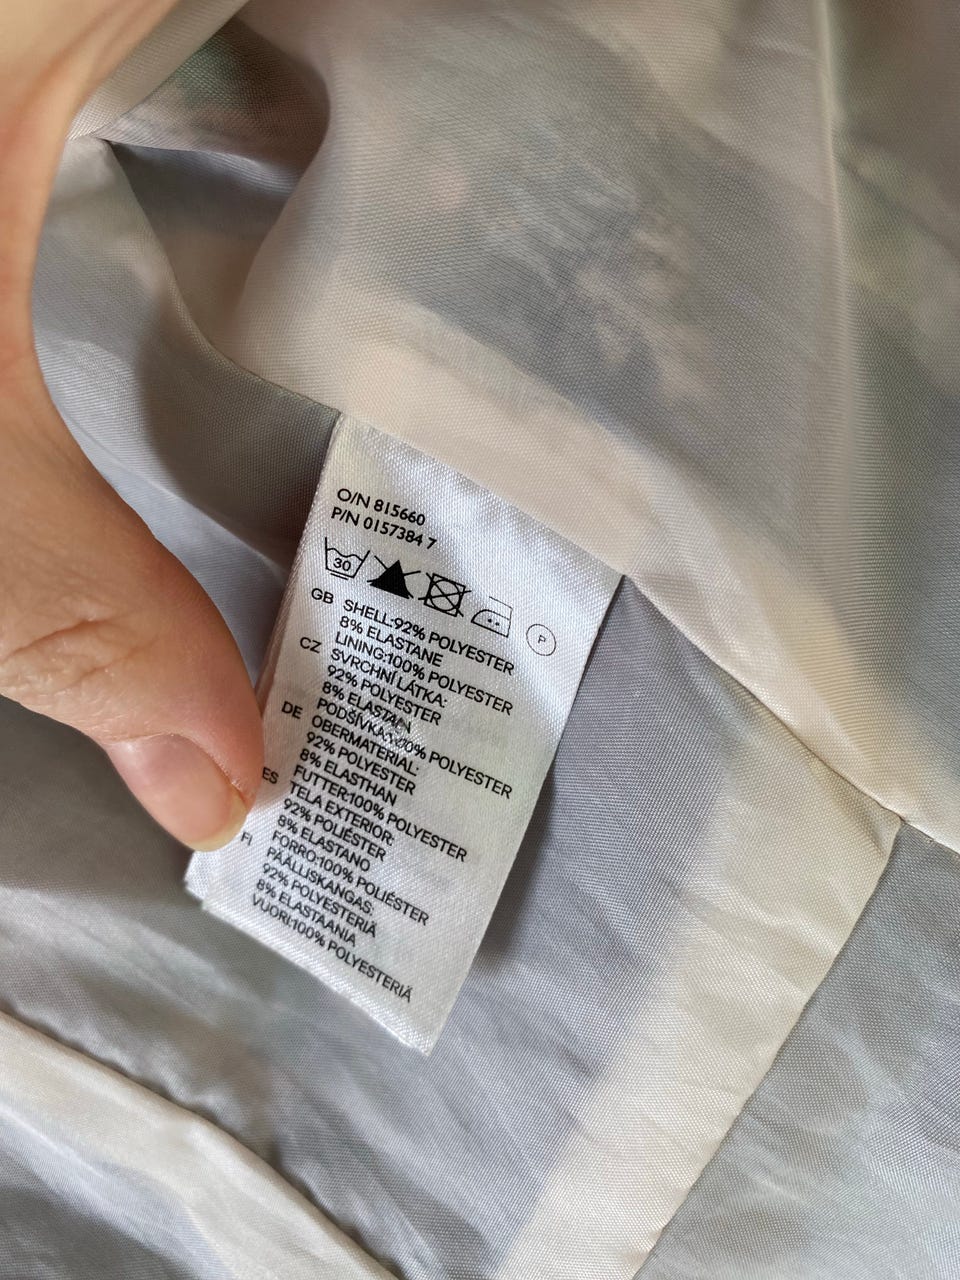 O/N 815660
P/N 0157384 7
30
P
GB SHELL:92% POLYESTER
8% ELASTANE
LINING:100% POLYESTER
CZ SVRCHNÍ LÁTKA:
92% POLYESTER
8% ELASTAN
PODŠÍVKA:100% POLYESTER
DE OBERMATERIAL:
92% POLYESTER
8% ELASTHAN
FUTTER:100% POLYESTER
ES TELA EXTERIOR:
92% POLIÉSTER
8% ELASTANO
FORRO:100% POLIÉSTER
FI PÄÄLLISKANGAS:
92% POLYESTERIÄ
8% ELASTAANIA
VUORI:100% POLYESTERIÄ